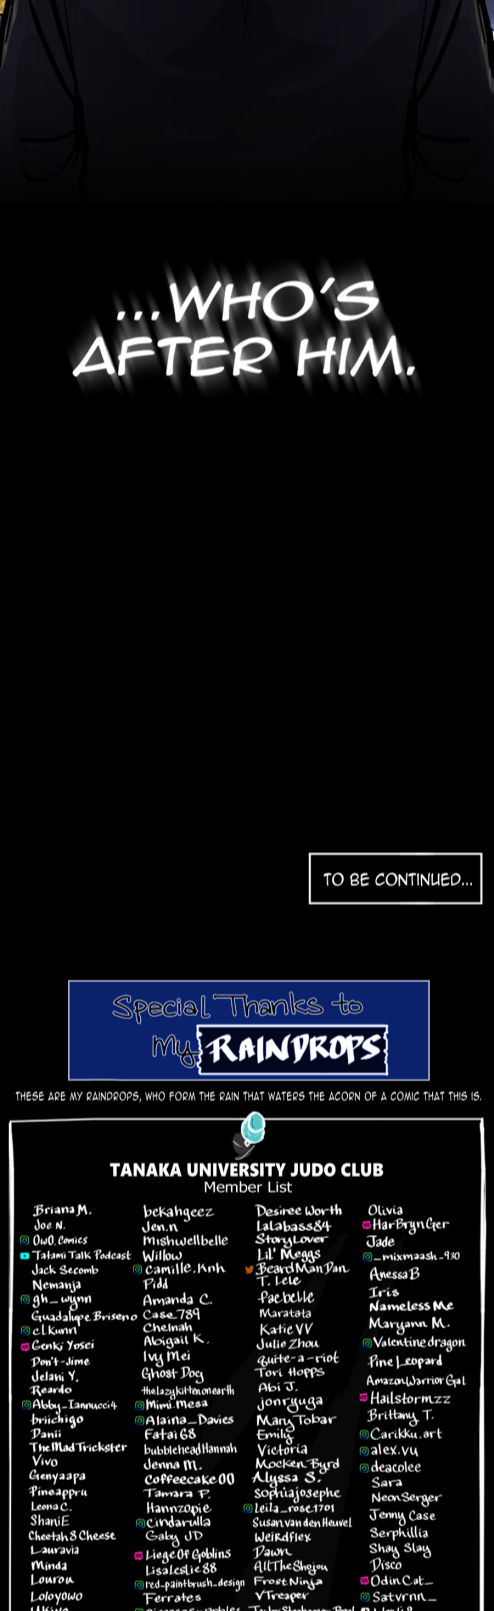 ...WHO'S
AFTER HIM.
TO BE CONTINUED...
Special Thanks to
My RAINDROPS
THESE ARE MY RAINDROPS, WHO FORM THE RAIN THAT WATERS THE ACORN OF A COMIC THAT THIS IS.
TANAKA UNIVERSITY JUDO CLUB
Member List
Briana M.
Joe N.
OwO.Comics
Tatami Talk Podcast
Jack Secomb
Nemanja
gh_wynn
Guadalupe Briseno
clkunn
Genki Yosei
Don't-Jime
Jelani Y.
Reardo
Abby_Iannucci4
briichigo
Danii
TheMadTrickster
Vivo
Genyaapa
Pineappru
Leona C.
ShaniE
Cheetah8Cheese
Lauravia
Minda
Lourou
Loloyowo
bekahgeez
Jen.n
Mishwellbelle
Willow
camille.knh
Pidd
Amanda C.
Case_789
Chelnah
Abigail K.
Ivy Mei
Ghost Dog
thelazykittenonearth
Mimi.mesa
Alaina_Davies
Fatai68
bubbleheadHannah
Jenna M.
coffeecake00
Tamara P.
Hannzopie
cindarulla
Gaby JD
Liege Of Goblins
Lisaleslie88
red_paintbrush_design
Ferrates
Desiree Worth
Lalabass84
StoryLover
Lil' Meggs
BeardManDan
T. Lele
faebelle
Maratata
Katie VV
Julie Zhou
quite-a-riot
Tori Hopps
Abi J.
jonryuga
Mary Tobar
Emily
Victoria
Mocken Byrd
Alyssa S.
sophiajosephe
leila_rose1701
Susan van den Heuvel
Weirdflex
Dawn
AllTheShojou
FrostNinja
VTreaper
Olivia
HarBrynGer
Jade
_mixmaash_930
Anessa B
Iris
Nameless Me
Maryann M.
Valentine dragon
Pine Leopard
AmazonWarriorGal
Hailstormzz
Brittany T.
Carikku.art
alex.vu
deacolee
Sara
NeonSerger
Jenny Case
Serphillia
Shay Slay
Disco
OdinCat_
Satvrnn_